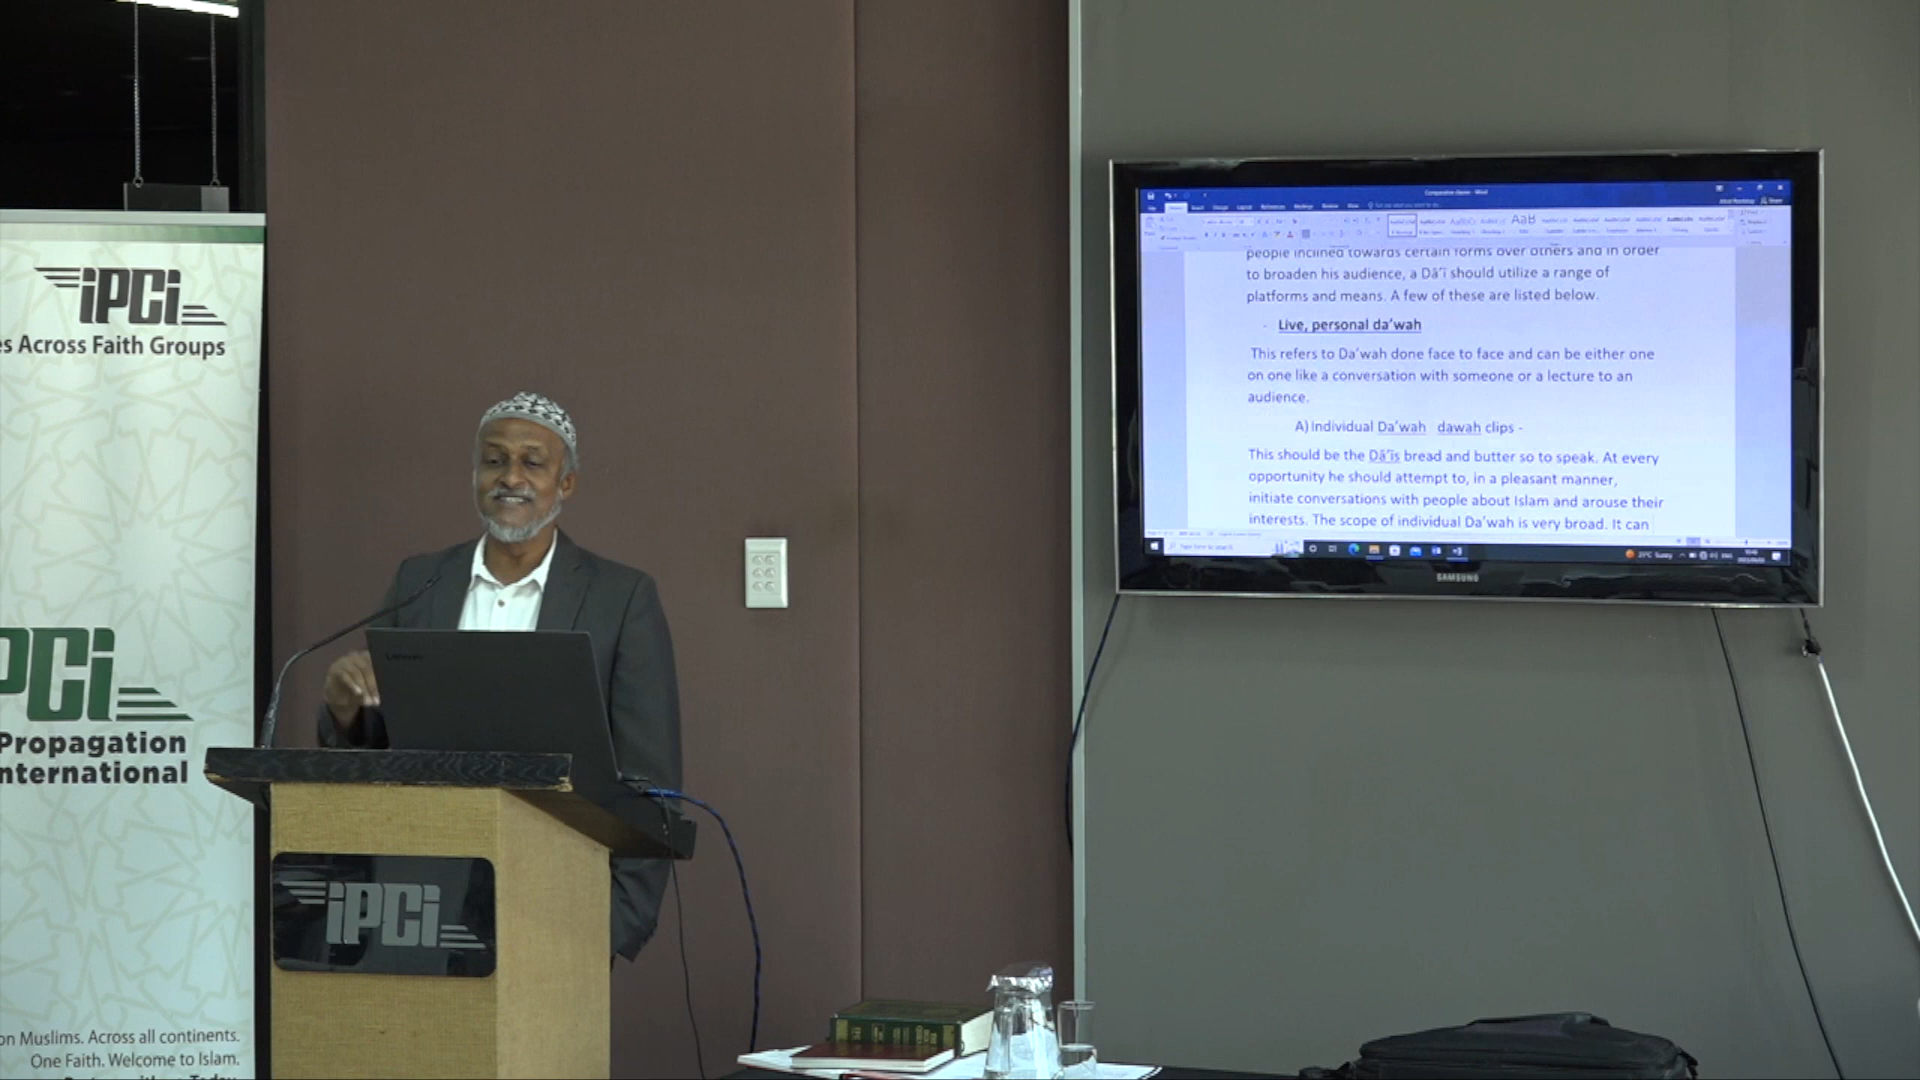 iPCi
es Across Faith Groups
PCi
Propagation
nternational
on Muslims. Across all continents.
One Faith. Welcome to Islam.
Lenovo
iPCi
people inclined towards certain forms over others and in order
to broaden his audience, a Dā'ī should utilize a range of
platforms and means. A few of these are listed below.
- Live, personal da'wah
This refers to Da'wah done face to face and can be either one
on one like a conversation with someone or a lecture to an
audience.
A) Individual Da'wah dawah clips -
This should be the Dā'īs bread and butter so to speak. At every
opportunity he should attempt to, in a pleasant manner,
initiate conversations with people about Islam and arouse their
interests. The scope of individual Da'wah is very broad. It can
21°C Sunny
SAMSUNG